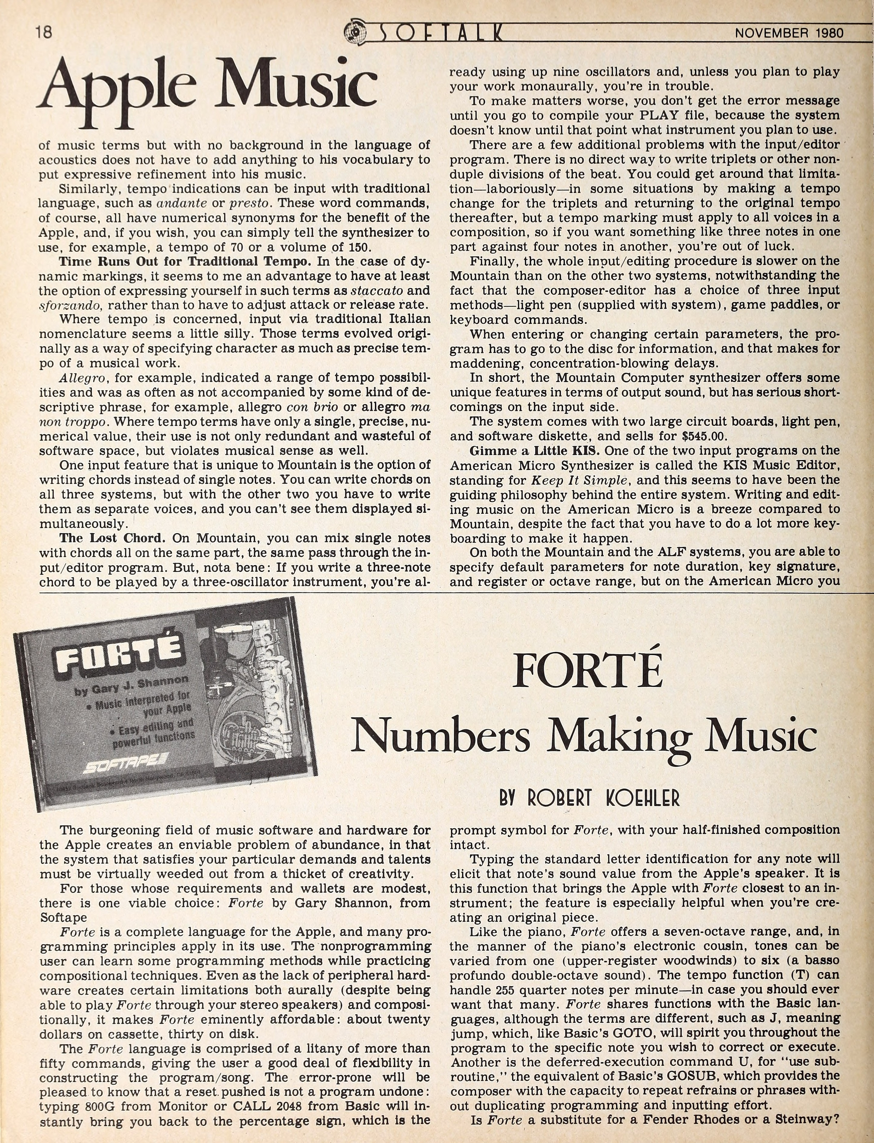 18
SOFTALK
NOVEMBER 1980
Apple Music
of music terms but with no background in the language of
acoustics does not have to add anything to his vocabulary to
put expressive refinement into his music.
Similarly, tempo indications can be input with traditional
language, such as andante or presto. These word commands,
of course, all have numerical synonyms for the benefit of the
Apple, and, if you wish, you can simply tell the synthesizer to
use, for example, a tempo of 70 or a volume of 150.
Time Runs Out for Traditional Tempo. In the case of dy-
namic markings, it seems to me an advantage to have at least
the option of expressing yourself in such terms as staccato and
sforzando, rather than to have to adjust attack or release rate.
Where tempo is concerned, input via traditional Italian
nomenclature seems a little silly. Those terms evolved origi-
nally as a way of specifying character as much as precise tem-
po of a musical work.
Allegro, for example, indicated a range of tempo possibil-
ities and was as often as not accompanied by some kind of de-
scriptive phrase, for example, allegro con brio or allegro ma
non troppo. Where tempo terms have only a single, precise, nu-
merical value, their use is not only redundant and wasteful of
software space, but violates musical sense as well.
One input feature that is unique to Mountain is the option of
writing chords instead of single notes. You can write chords on
all three systems, but with the other two you have to write
them as separate voices, and you can't see them displayed si-
multaneously.
The Lost Chord. On Mountain, you can mix single notes
with chords all on the same part, the same pass through the in-
put/editor program. But, nota bene: If you write a three-note
chord to be played by a three-oscillator instrument, you're al-
ready using up nine oscillators and, unless you plan to play
your work monaurally, you're in trouble.
To make matters worse, you don't get the error message
until you go to compile your PLAY file, because the system
doesn't know until that point what instrument you plan to use.
There are a few additional problems with the input/editor
program. There is no direct way to write triplets or other non-
duple divisions of the beat. You could get around that limita-
tion—laboriously—in some situations by making a tempo
change for the triplets and returning to the original tempo
thereafter, but a tempo marking must apply to all voices in a
composition, so if you want something like three notes in one
part against four notes in another, you're out of luck.
Finally, the whole input/editing procedure is slower on the
Mountain than on the other two systems, notwithstanding the
fact that the composer-editor has a choice of three input
methods—light pen (supplied with system), game paddles, or
keyboard commands.
When entering or changing certain parameters, the pro-
gram has to go to the disc for information, and that makes for
maddening, concentration-blowing delays.
In short, the Mountain Computer synthesizer offers some
unique features in terms of output sound, but has serious short-
comings on the input side.
The system comes with two large circuit boards, light pen,
and software diskette, and sells for $545.00.
Gimme a Little KIS. One of the two input programs on the
American Micro Synthesizer is called the KIS Music Editor,
standing for Keep It Simple, and this seems to have been the
guiding philosophy behind the entire system. Writing and edit-
ing music on the American Micro is a breeze compared to
Mountain, despite the fact that you have to do a lot more key-
boarding to make it happen.
On both the Mountain and the ALF systems, you are able to
specify default parameters for note duration, key signature,
and register or octave range, but on the American Micro you
FORTÉ
by Gary J. Shannon
• Music interpreted for
your Apple
• Easy editing and
powerful functions
SOFTAPE
FORTÉ
Numbers Making Music
BY ROBERT KOEHLER
The burgeoning field of music software and hardware for
the Apple creates an enviable problem of abundance, in that
the system that satisfies your particular demands and talents
must be virtually weeded out from a thicket of creativity.
For those whose requirements and wallets are modest,
there is one viable choice: Forte by Gary Shannon, from
Softape
Forte is a complete language for the Apple, and many pro-
gramming principles apply in its use. The nonprogramming
user can learn some programming methods while practicing
compositional techniques. Even as the lack of peripheral hard-
ware creates certain limitations both aurally (despite being
able to play Forte through your stereo speakers) and composi-
tionally, it makes Forte eminently affordable: about twenty
dollars on cassette, thirty on disk.
The Forte language is comprised of a litany of more than
fifty commands, giving the user a good deal of flexibility in
constructing the program/song. The error-prone will be
pleased to know that a reset pushed is not a program undone:
typing 800G from Monitor or CALL 2048 from Basic will in-
stantly bring you back to the percentage sign, which is the
prompt symbol for Forte, with your half-finished composition
intact.
Typing the standard letter identification for any note will
elicit that note's sound value from the Apple's speaker. It is
this function that brings the Apple with Forte closest to an in-
strument; the feature is especially helpful when you're cre-
ating an original piece.
Like the piano, Forte offers a seven-octave range, and, in
the manner of the piano's electronic cousin, tones can be
varied from one (upper-register woodwinds) to six (a basso
profundo double-octave sound). The tempo function (T) can
handle 255 quarter notes per minute—in case you should ever
want that many. Forte shares functions with the Basic lan-
guages, although the terms are different, such as J, meaning
jump, which, like Basic's GOTO, will spirit you throughout the
program to the specific note you wish to correct or execute.
Another is the deferred-execution command U, for "use sub-
routine," the equivalent of Basic's GOSUB, which provides the
composer with the capacity to repeat refrains or phrases with-
out duplicating programming and inputting effort.
Is Forte a substitute for a Fender Rhodes or a Steinway?